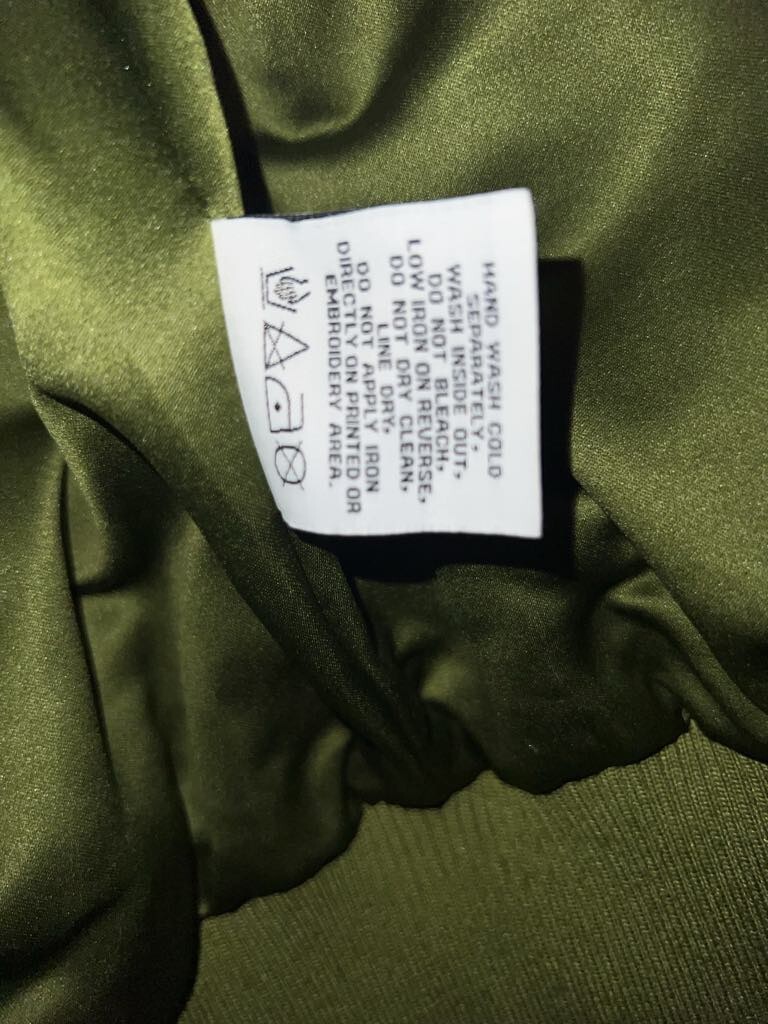 HAND WASH COLD
SEPARATELY,
WASH INSIDE OUT,
DO NOT BLEACH,
LOW IRON ON REVERSE,
DO NOT DRY CLEAN,
LINE DRY,
DO NOT APPLY IRON
DIRECTLY ON PRINTED OR
EMBROIDERY AREA.